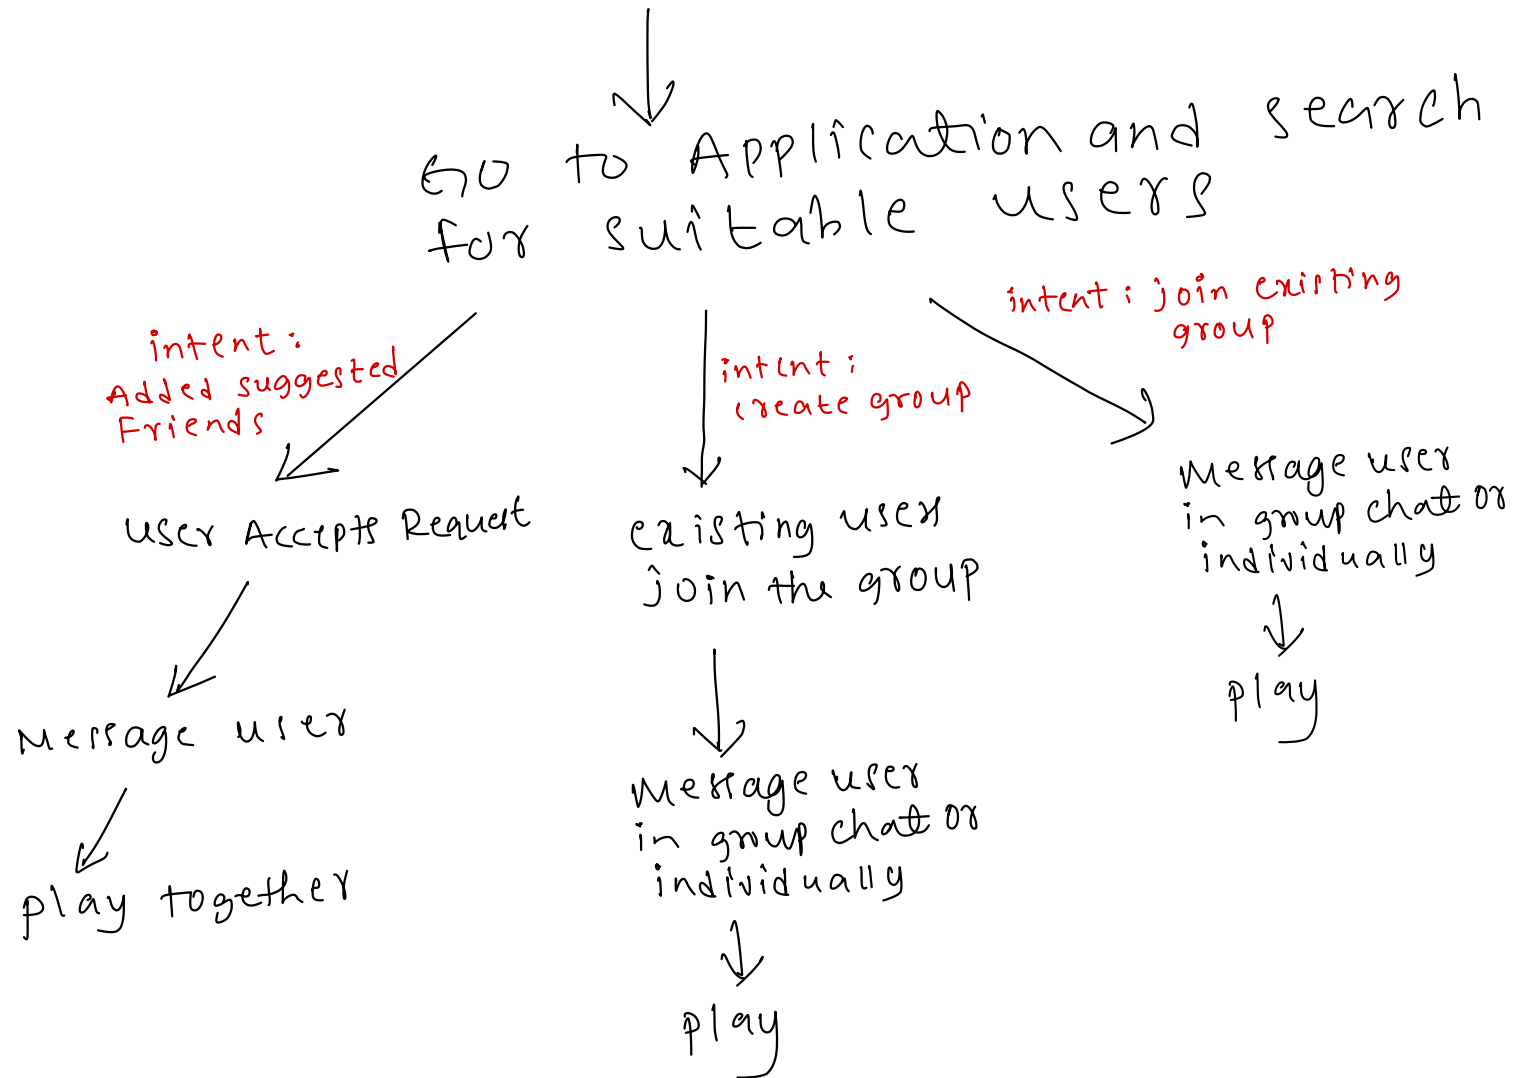 Go to Application and search
for suitable users
intent:
Added suggested
Friends
intent:
create group
intent: join existing
group
User Accepts Request
Message user
play together
existing users
join the group
Message user
in group chat or
individually
play
Message user
in group chat or
individually
play